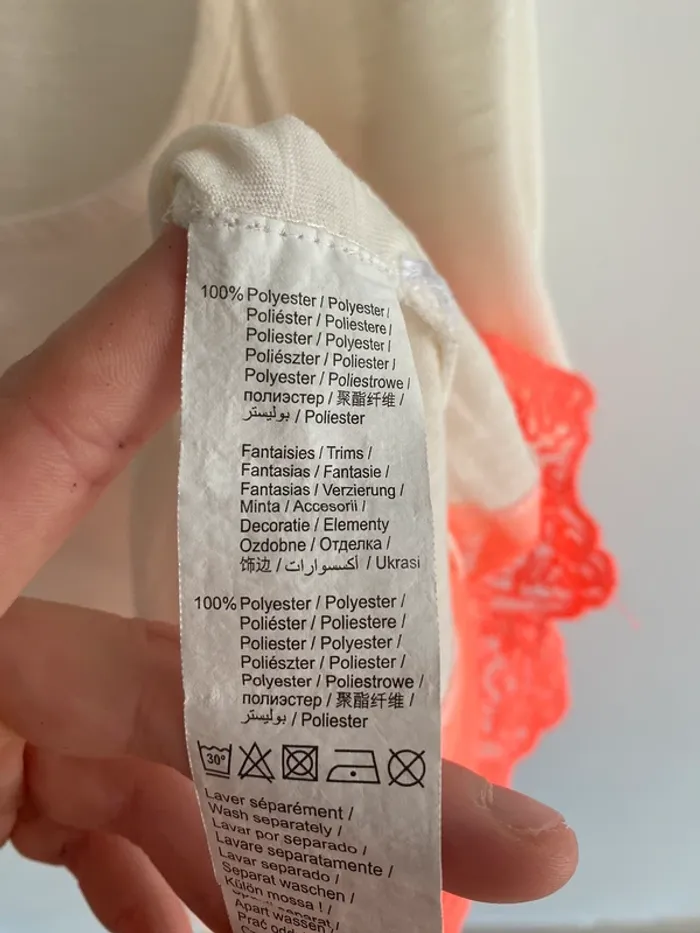 100% Polyester / Polyester /
Poliéster / Poliestere /
Poliester / Polyester /
Poliészter / Poliester /
Polyester / Poliestrowe /
полиэстер / 聚酯纤维 /
بوليستر / Poliester
Fantaisies / Trims /
Fantasias / Fantasie /
Fantasias / Verzierung /
Minta / Accesorii /
Decoratie / Elementy
Ozdobne / Отделка /
饰边 / أكسسوارات / Ukrasi
100% Polyester / Polyester /
Poliéster / Poliestere /
Poliester / Polyester /
Poliészter / Poliester /
Polyester / Poliestrowe /
полиэстер / 聚酯纤维 /
بوليستر / Poliester
30°
Laver séparément /
Wash separately /
Lavar por separado /
Lavare separatamente /
Lavar separado /
Separat waschen /
Külön mossa ! /
Apart wassen /
Prać